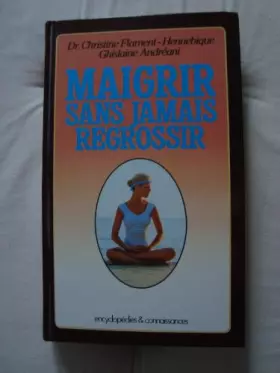 Dr. Christine Flament-Hennebique
Ghislaine Andréani
MAIGRIR
SANS JAMAIS
REGROSSIR
encyclopédies & connaissances